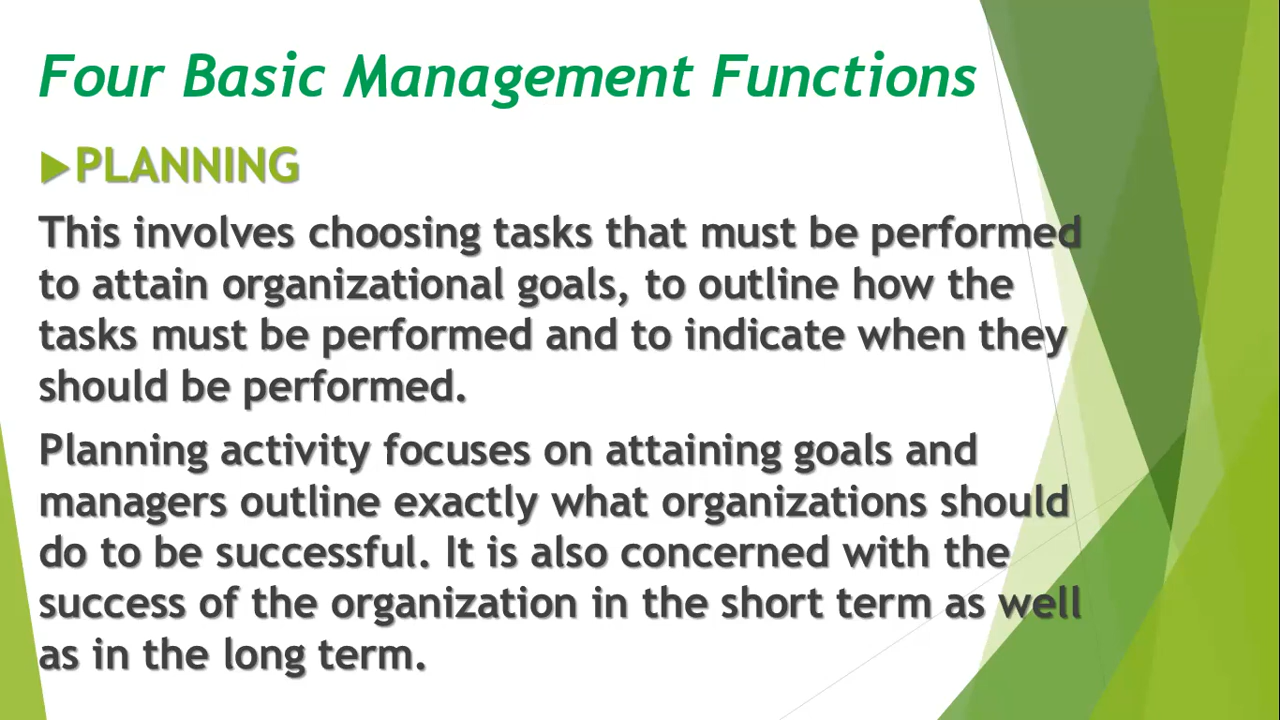 Four Basic Management Functions
PLANNING
This involves choosing tasks that must be performed
to attain organizational goals, to outline how the
tasks must be performed and to indicate when they
should be performed.
Planning activity focuses on attaining goals and
managers outline exactly what organizations should
do to be successful. It is also concerned with the
success of the organization in the short term as well
as in the long term.